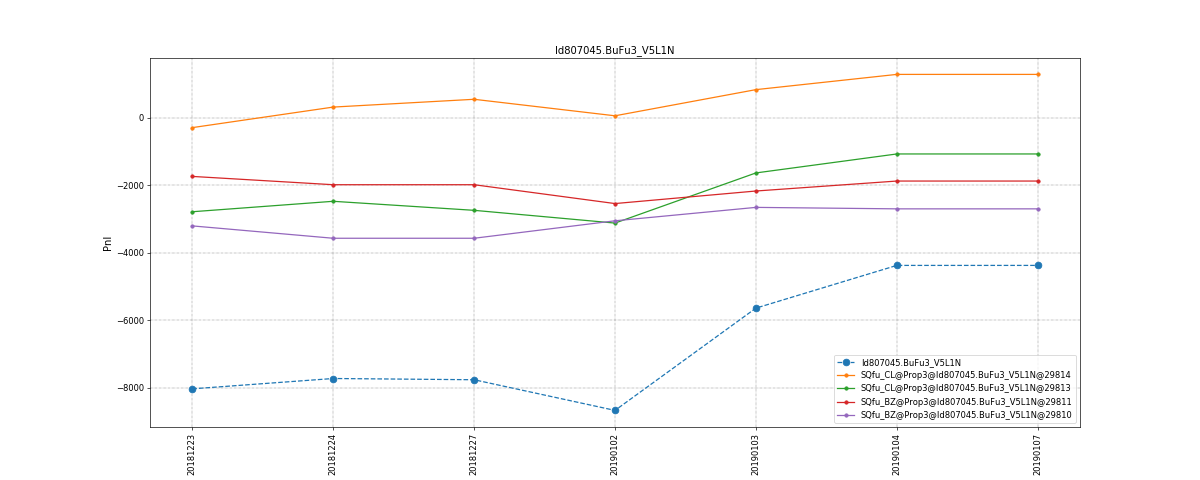 Id807045.BuFu3_V5L1N
Pnl
0
−2000
−4000
−6000
−8000
Id807045.BuFu3_V5L1N
SQfu_CL@Prop3@Id807045.BuFu3_V5L1N@29814
SQfu_CL@Prop3@Id807045.BuFu3_V5L1N@29813
SQfu_BZ@Prop3@Id807045.BuFu3_V5L1N@29811
SQfu_BZ@Prop3@Id807045.BuFu3_V5L1N@29810
20181223
20181224
20181227
20190102
20190103
20190104
20190107